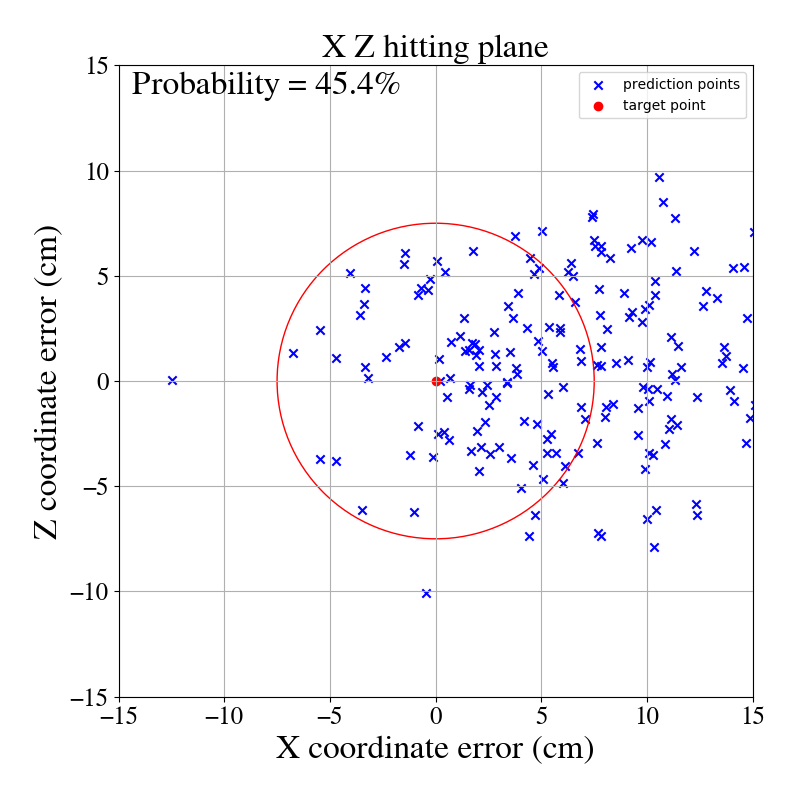 X Z hitting plane
Probability = 45.4%
prediction points
target point
15
10
5
0
−5
−10
−15
Z coordinate error (cm)
−15
−10
−5
0
5
10
15
X coordinate error (cm)